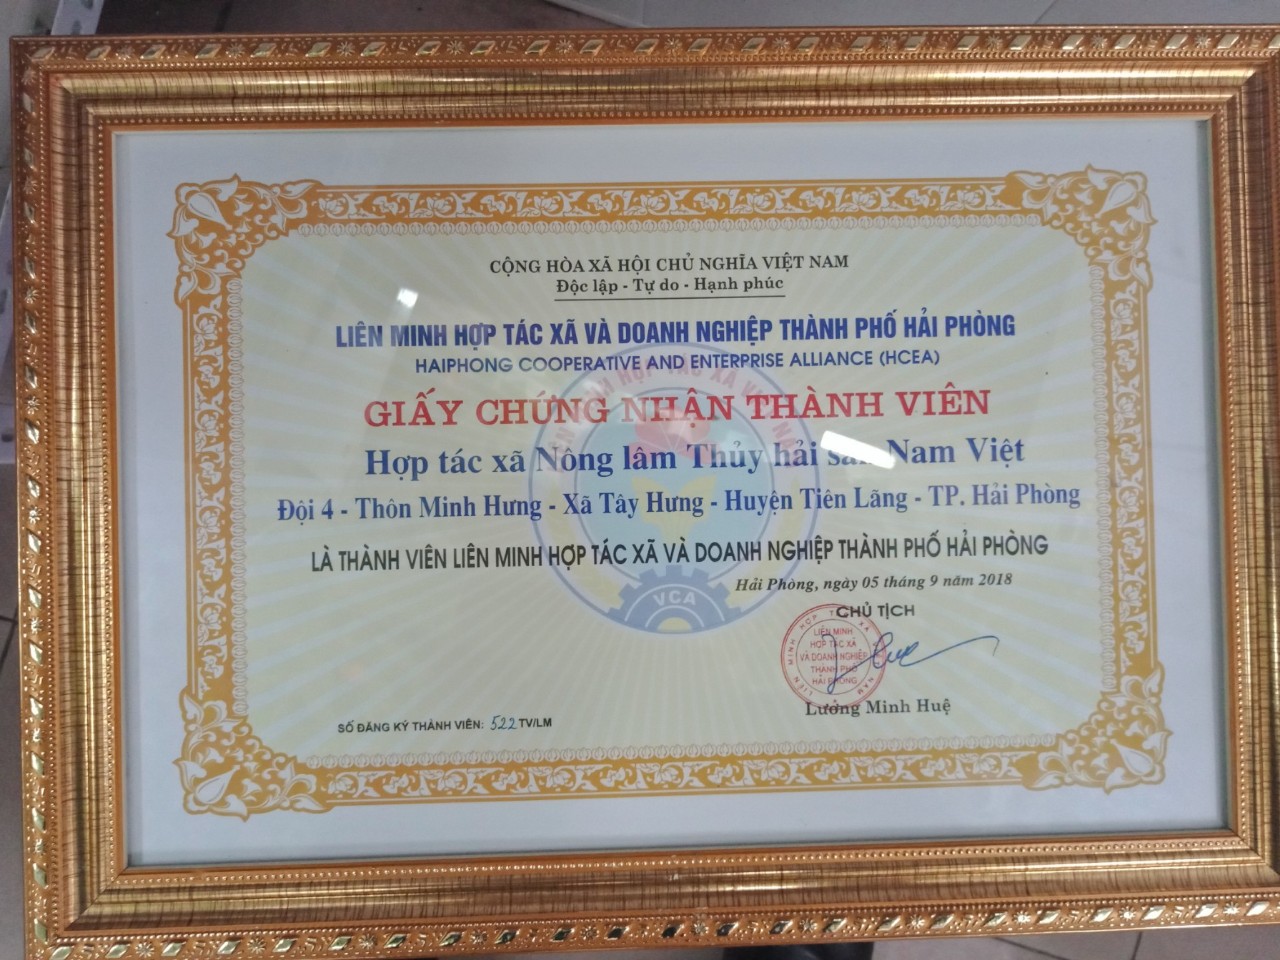 CỘNG HÒA XÃ HỘI CHỦ NGHĨA VIỆT NAM
Độc lập - Tự do - Hạnh phúc
LIÊN MINH HỢP TÁC XÃ VÀ DOANH NGHIỆP THÀNH PHỐ HẢI PHÒNG
HAIPHONG COOPERATIVE AND ENTERPRISE ALLIANCE (HCEA)
GIẤY CHỨNG NHẬN THÀNH VIÊN
Hợp tác xã Nông lâm Thủy hải sản Nam Việt
Đội 4 - Thôn Minh Hưng - Xã Tây Hưng - Huyện Tiên Lãng - TP. Hải Phòng
LÀ THÀNH VIÊN LIÊN MINH HỢP TÁC XÃ VÀ DOANH NGHIỆP THÀNH PHỐ HẢI PHÒNG
Hải Phòng, ngày 05 tháng 9 năm 2018
VCA
CHỦ TỊCH
LIÊN MINH
HỢP TÁC XÃ
VÀ DOANH NGHIỆP
THÀNH PHỐ
HẢI PHÒNG
Lưởng Minh Huệ
SỐ ĐĂNG KÝ THÀNH VIÊN: 522 TV/LM